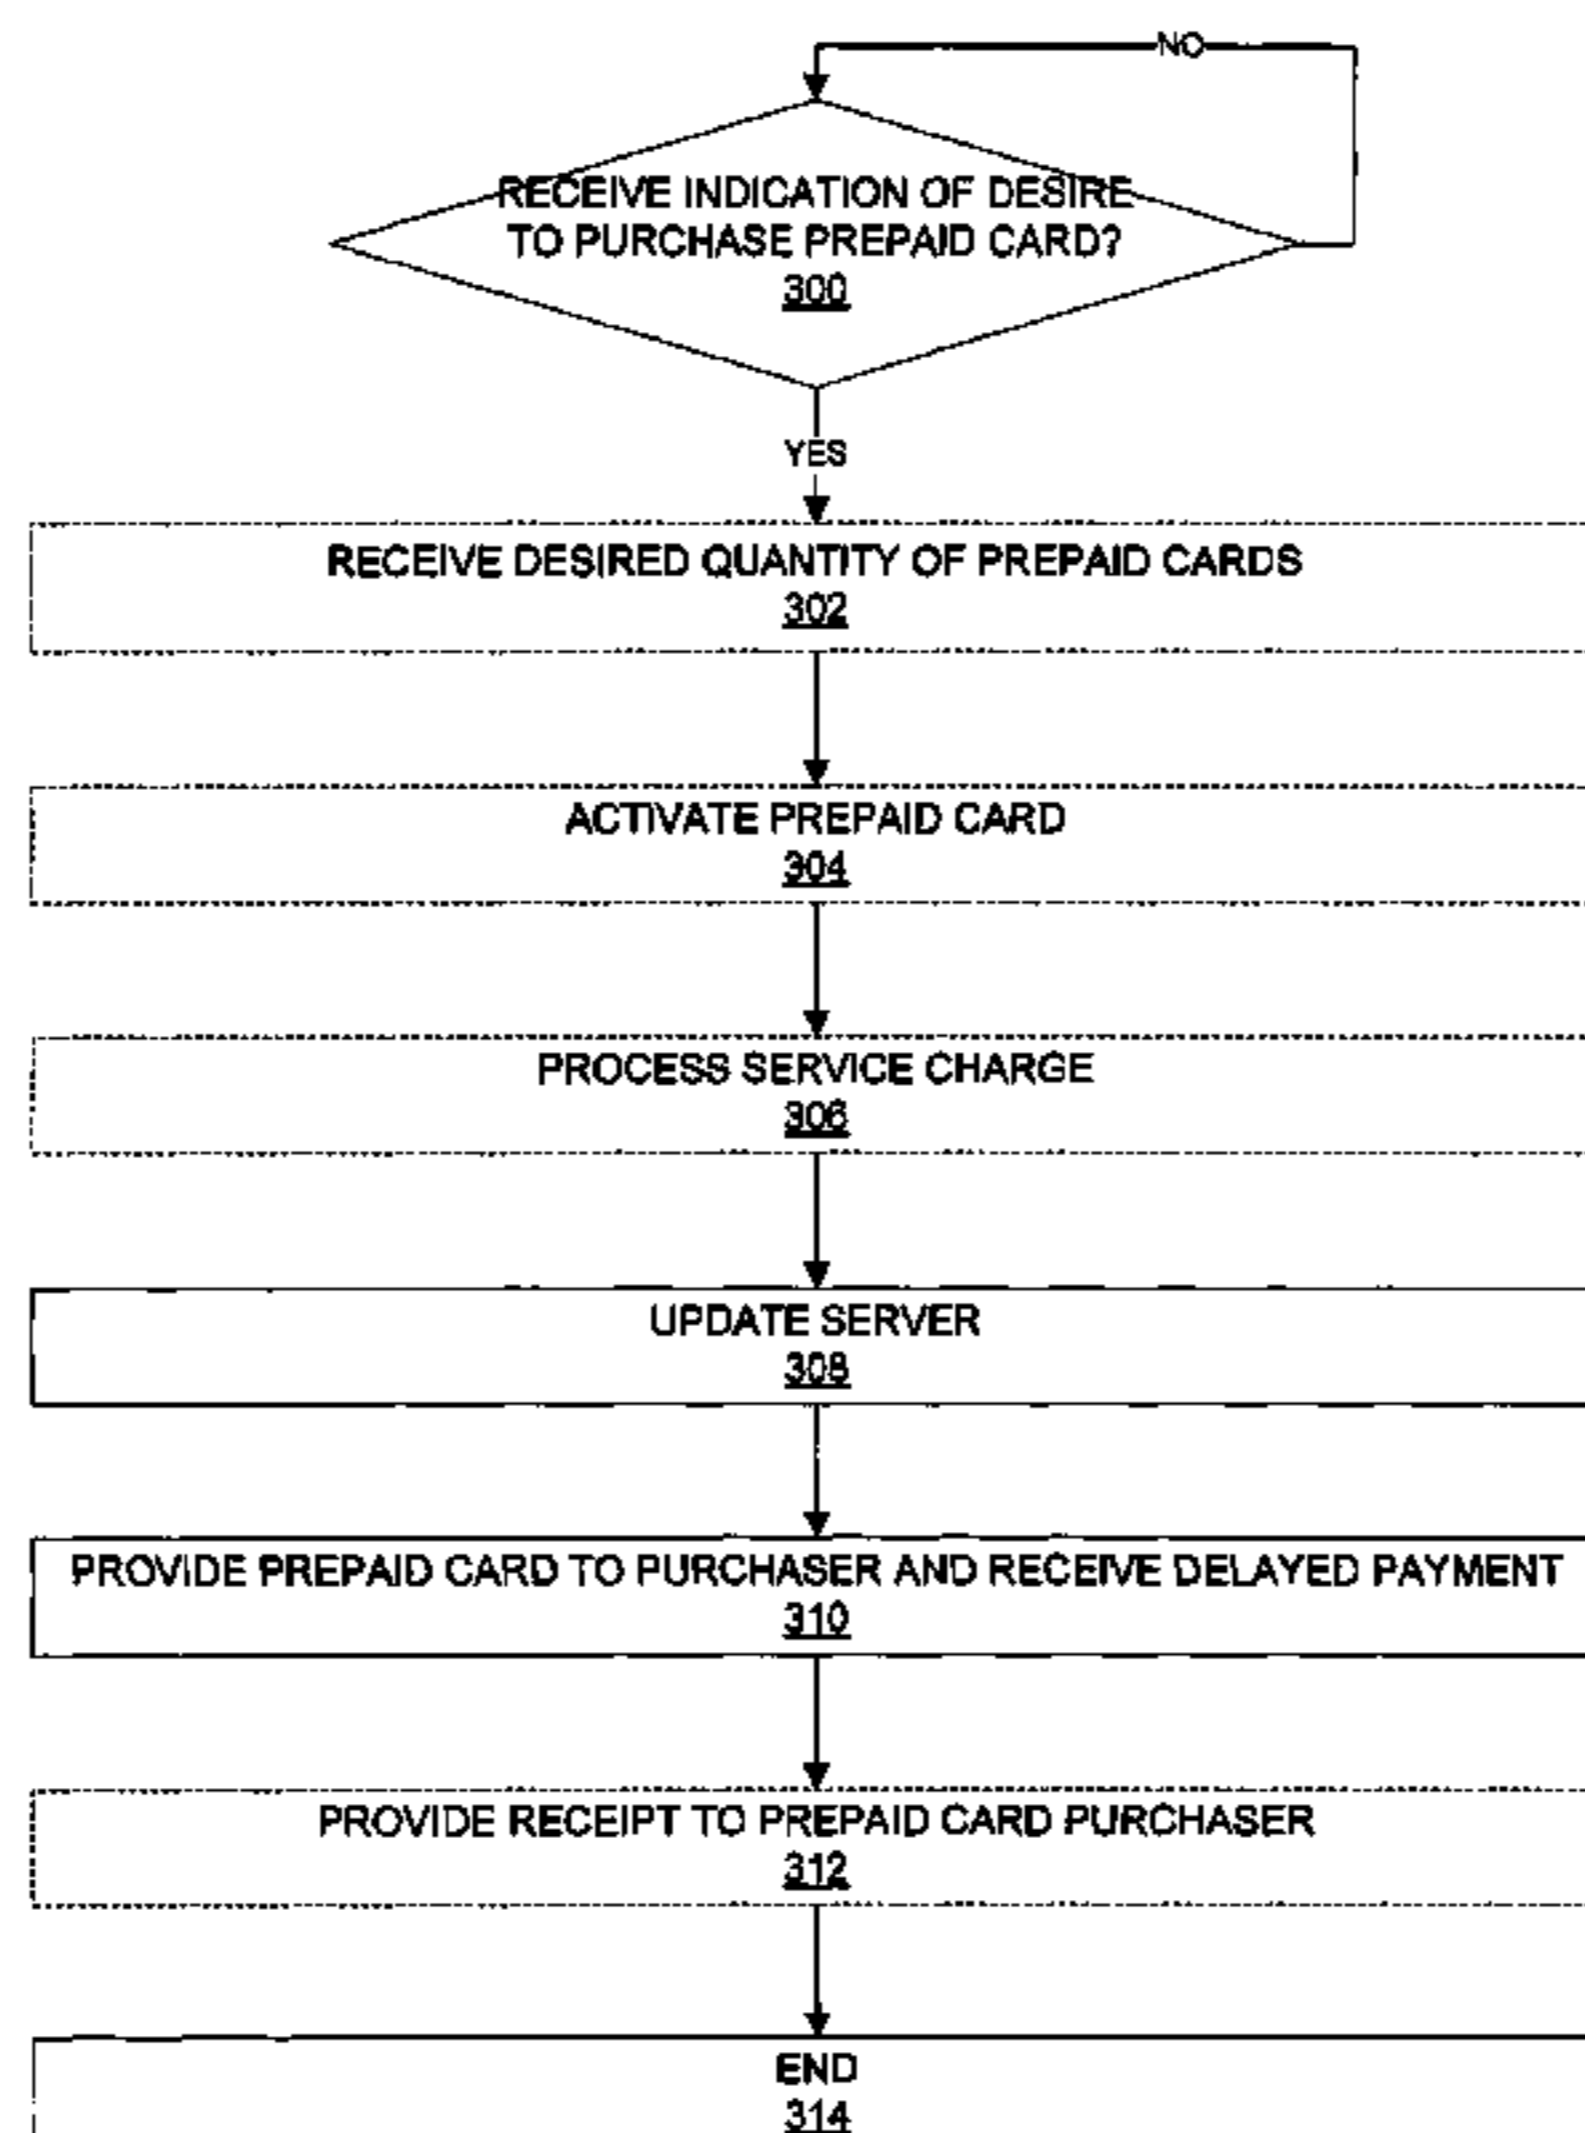 NO
RECEIVE INDICATION OF DESIRE
TO PURCHASE PREPAID CARD?
300
YES
RECEIVE DESIRED QUANTITY OF PREPAID CARDS
302
ACTIVATE PREPAID CARD
304
PROCESS SERVICE CHARGE
306
UPDATE SERVER
308
PROVIDE PREPAID CARD TO PURCHASER AND RECEIVE DELAYED PAYMENT
310
PROVIDE RECEIPT TO PREPAID CARD PURCHASER
312
END
314